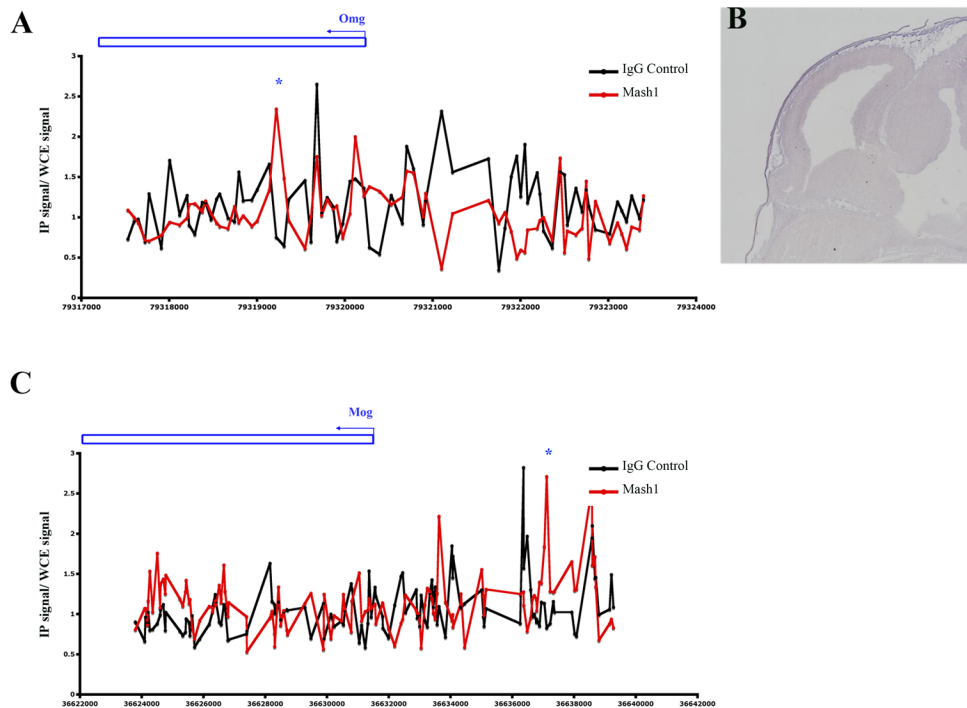 A
Omg
*
IgG Control
Mash1
IP signal/ WCE signal
3
2.5
2
1.5
1
0.5
0
79317000 79318000 79319000 79320000 79321000 79322000 79323000 79324000
B
C
Mog
*
IgG Control
Mash1
IP signal/ WCE signal
3
2.5
2
1.5
1
0.5
0
36622000 36624000 36626000 36628000 36630000 36632000 36634000 36636000 36638000 36640000 36642000